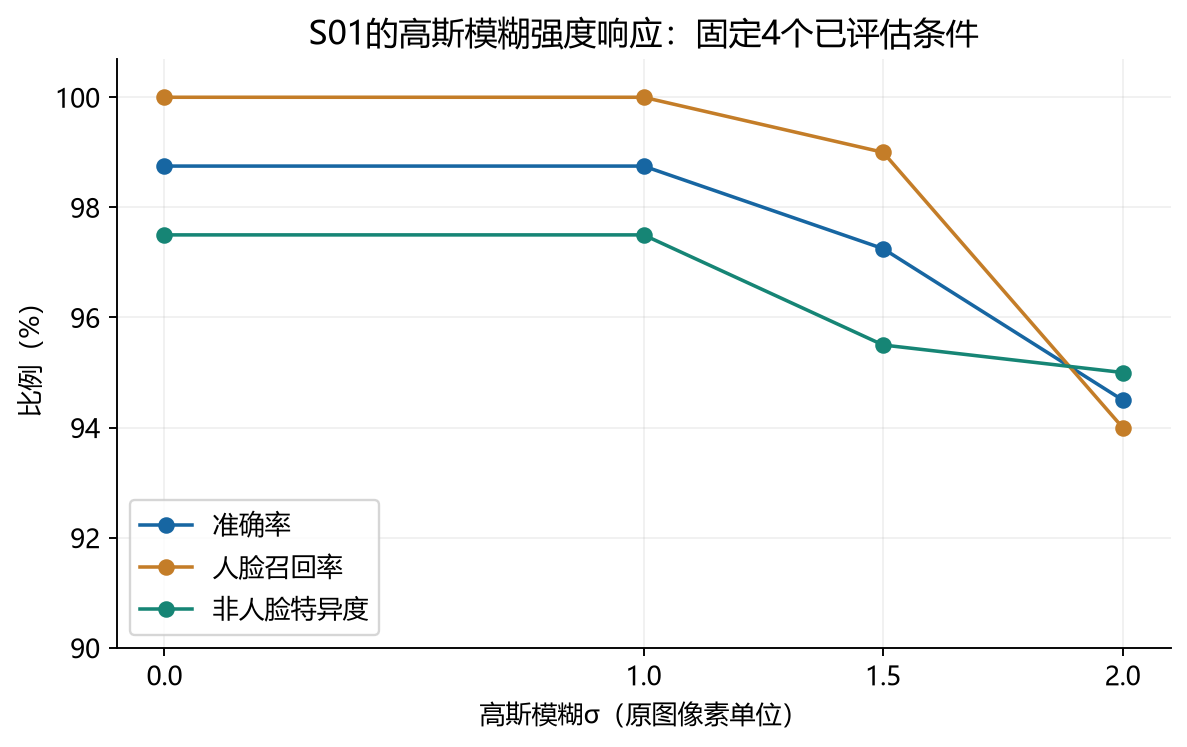 S01的高斯模糊强度响应：固定4个已评估条件
100
98
96
94
92
90
比例（%）
准确率
人脸召回率
非人脸特异度
0.0 1.0 1.5 2.0
高斯模糊σ（原图像素单位）